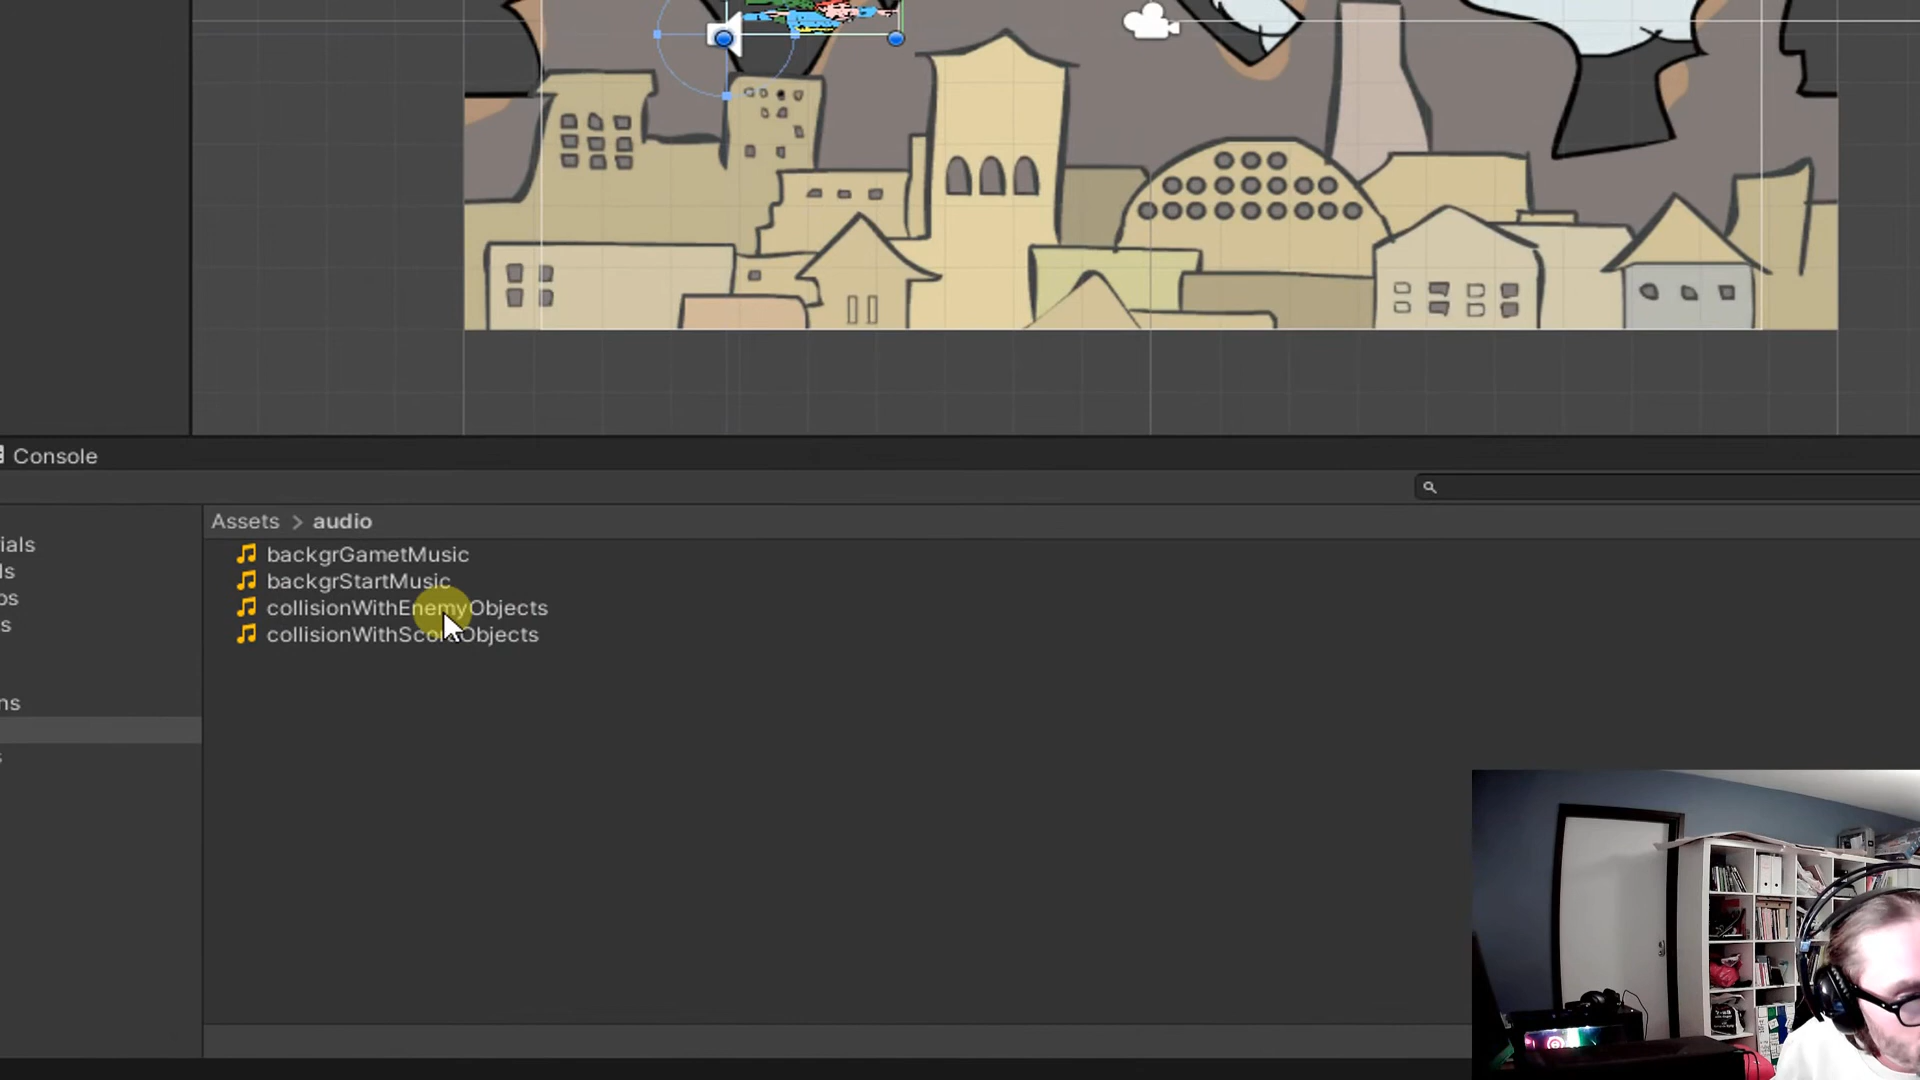 Console
Assets > audio
ials
ls
os
s
ns
s
backgrGametMusic
backgrStartMusic
collisionWithEnemyObjects
collisionWithScoreObjects